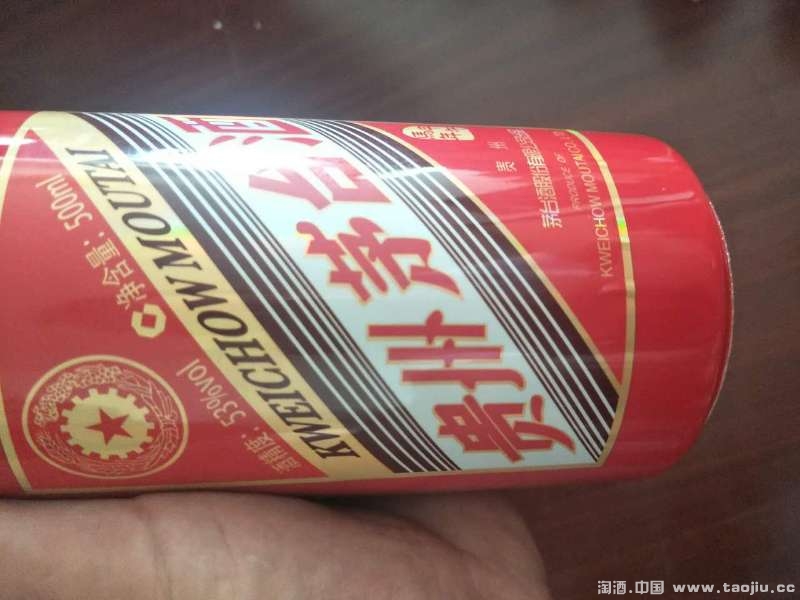 贵州茅台酒
KWEICHOW MOUTAI
净含量：500ml
酒精度：53%vol
贵州
茅台酒股份有限公司出品
PRODUCE OF
KWEICHOW MOUTAI CO., LTD
淘酒.中国 www.taojiu.cc